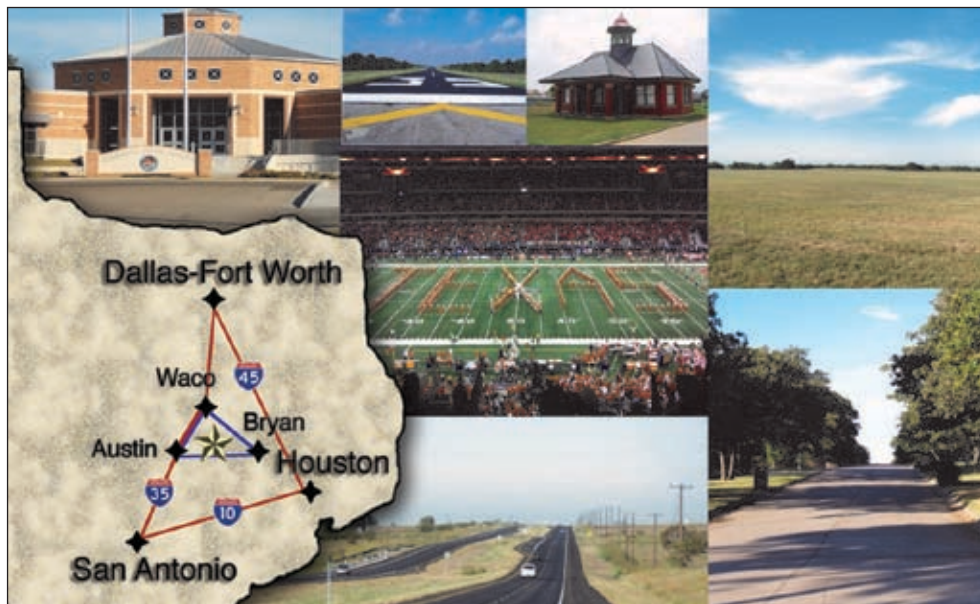 TEXAS
Dallas-Fort Worth
45
Waco
Bryan
Austin
Houston
35
10
San Antonio